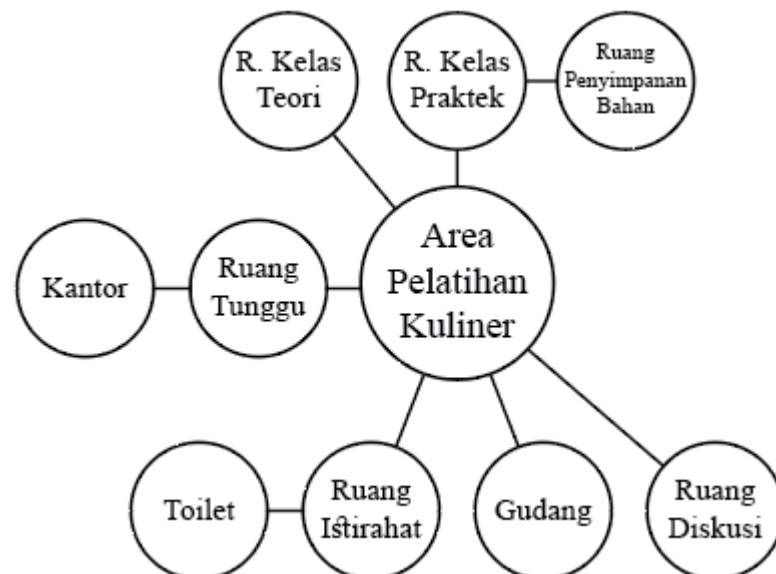 R. Kelas
Teori
R. Kelas
Praktek
Ruang
Penyimpanan
Bahan
Area
Pelatihan
Kuliner
Kantor
Ruang
Tunggu
Toilet
Ruang
Istirahat
Gudang
Ruang
Diskusi